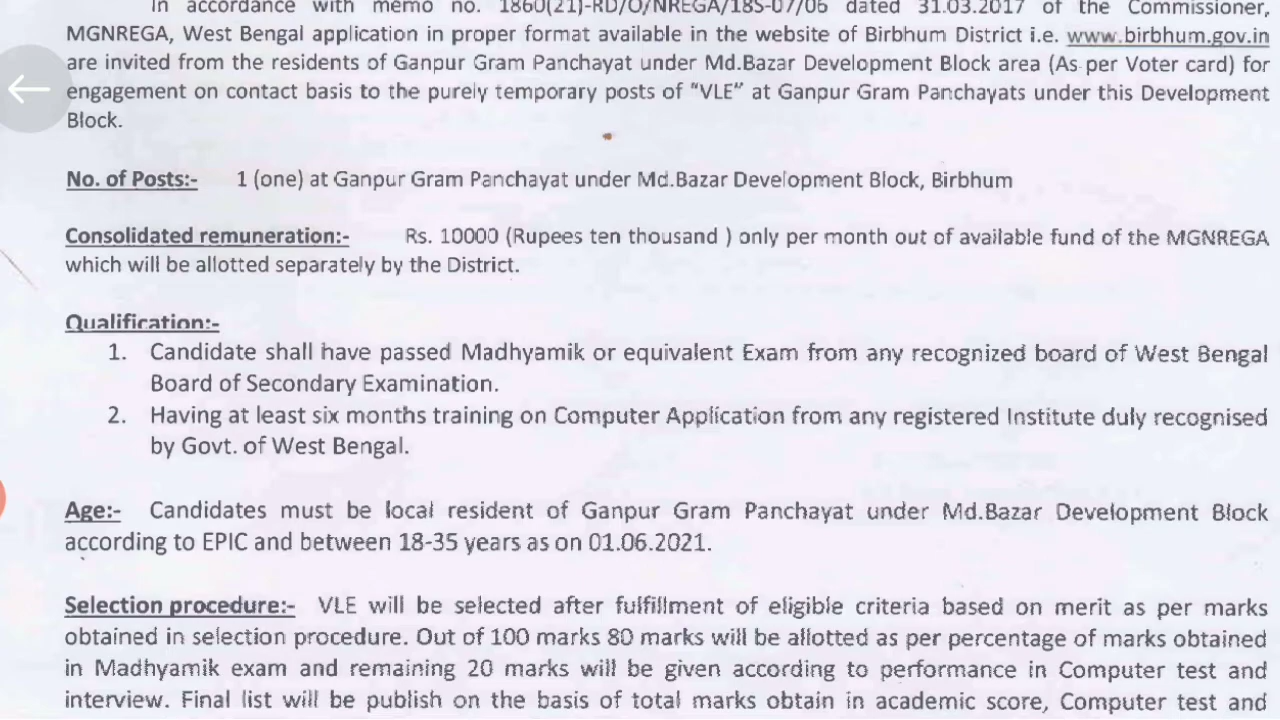 In accordance with memo no. 1860(21)-RD/O/NREGA/18S-07/06 dated 31.03.2017 of the Commissioner,
MGNREGA, West Bengal application in proper format available in the website of Birbhum District i.e. www.birbhum.gov.in
are invited from the residents of Ganpur Gram Panchayat under Md.Bazar Development Block area (As per Voter card) for
engagement on contact basis to the purely temporary posts of "VLE" at Ganpur Gram Panchayats under this Development
Block.
No. of Posts:- 1 (one) at Ganpur Gram Panchayat under Md.Bazar Development Block, Birbhum
Consolidated remuneration:- Rs. 10000 (Rupees ten thousand ) only per month out of available fund of the MGNREGA
which will be allotted separately by the District.
Qualification:-
1. Candidate shall have passed Madhyamik or equivalent Exam from any recognized board of West Bengal
Board of Secondary Examination.
2. Having at least six months training on Computer Application from any registered Institute duly recognised
by Govt. of West Bengal.
Age:- Candidates must be local resident of Ganpur Gram Panchayat under Md.Bazar Development Block
according to EPIC and between 18-35 years as on 01.06.2021.
Selection procedure:- VLE will be selected after fulfillment of eligible criteria based on merit as per marks
obtained in selection procedure. Out of 100 marks 80 marks will be allotted as per percentage of marks obtained
in Madhyamik exam and remaining 20 marks will be given according to performance in Computer test and
interview. Final list will be publish on the basis of total marks obtain in academic score, Computer test and